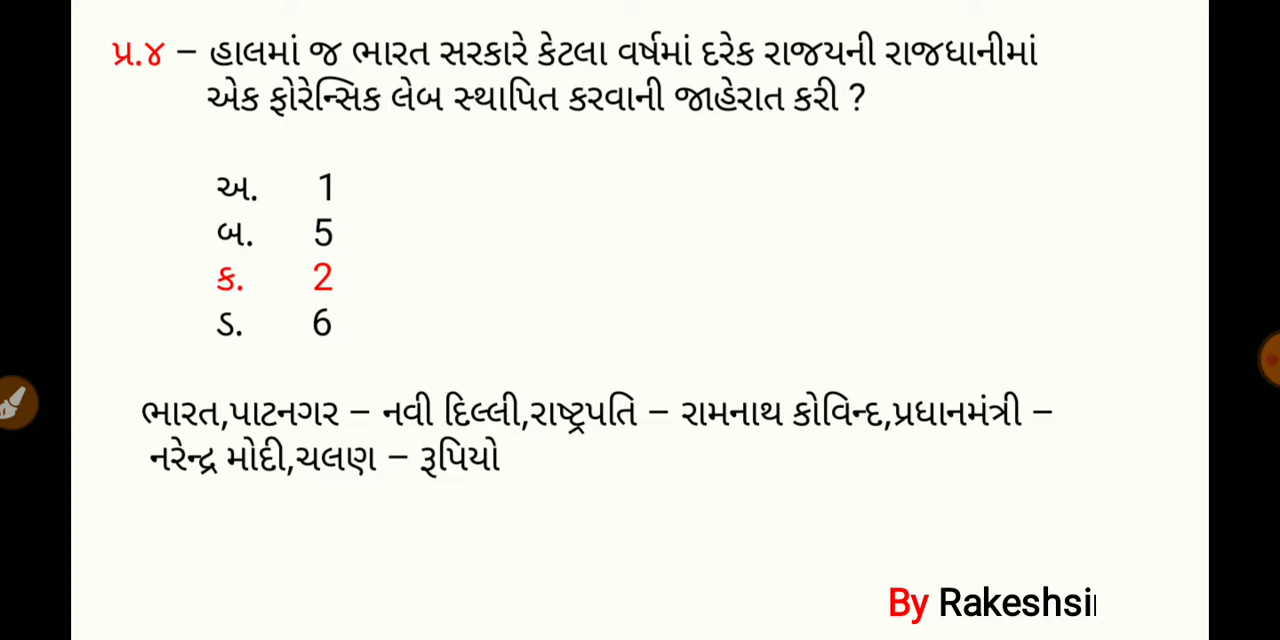 પ્ર.૪ – હાલમાં જ ભારત સરકારે કેટલા વર્ષમાં દરેક રાજયની રાજધાનીમાં
એક ફોરેન્સિક લેબ સ્થાપિત કરવાની જાહેરાત કરી ?
અ. 1
બ. 5
ક. 2
ડ. 6
ભારત,પાટનગર – નવી દિલ્લી,રાષ્ટ્રપતિ – રામનાથ કોવિન્દ,પ્રધાનમંત્રી –
નરેન્દ્ર મોદી,ચલણ – રૂપિયો
By Rakeshsi